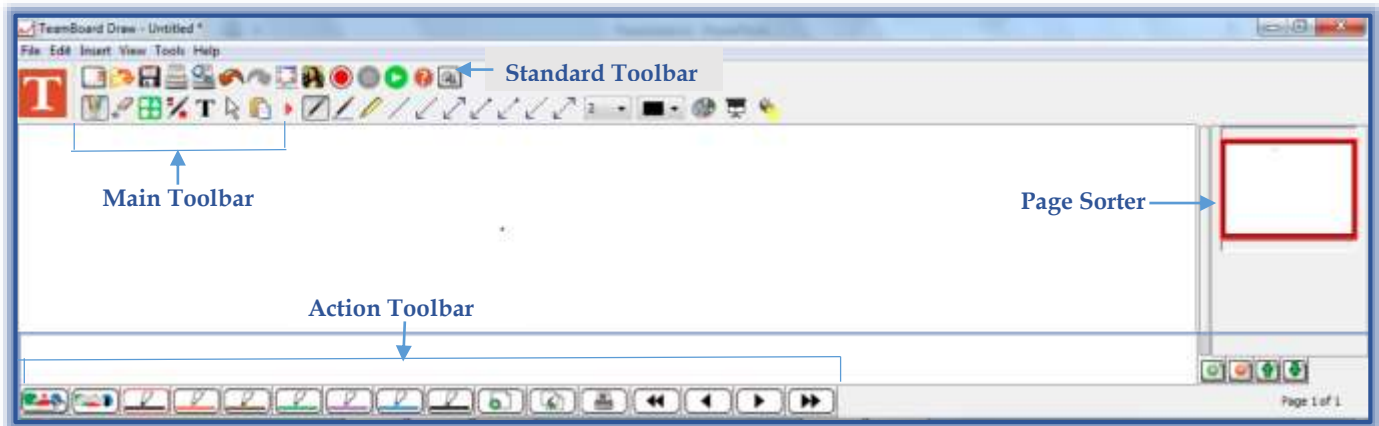 TeamBoard Draw - Untitled *
File Edit Insert View Tools Help
Standard Toolbar
T
T
2
Main Toolbar
Page Sorter
Action Toolbar
Page 1 of 1